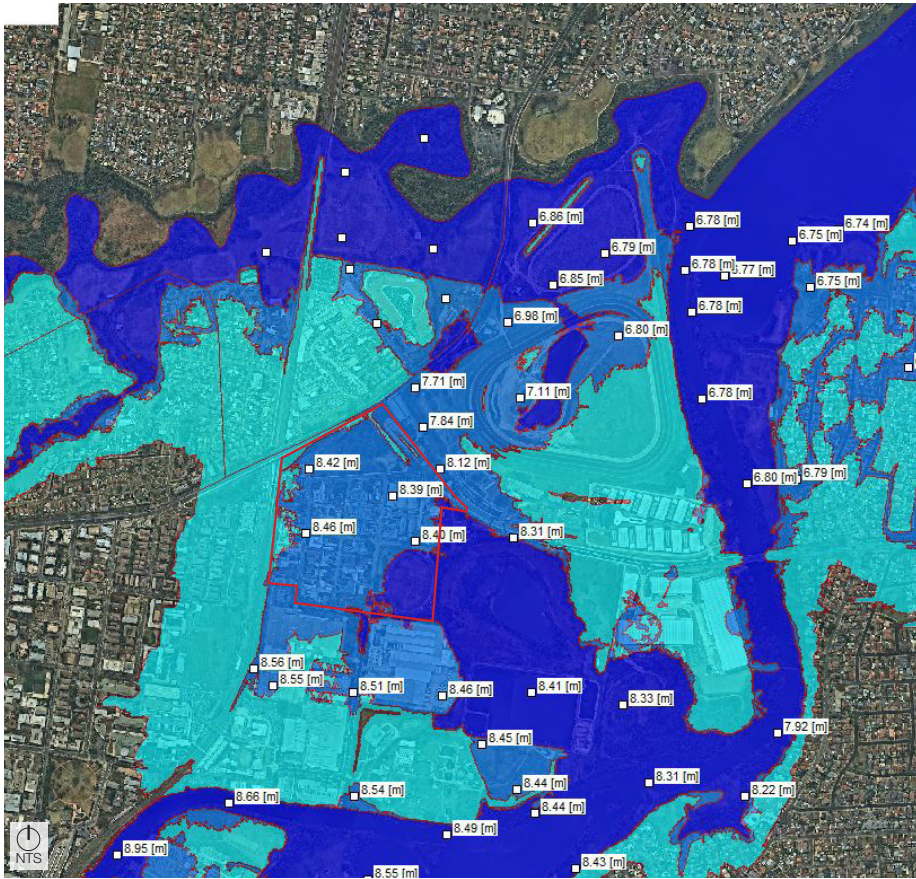 6.86 [m]
6.78 [m]
6.74 [m]
6.75 [m]
6.79 [m]
6.78 [m]
6.77 [m]
6.85 [m]
6.75 [m]
6.78 [m]
6.98 [m]
6.80 [m]
7.71 [m]
7.11 [m]
6.78 [m]
7.84 [m]
8.42 [m]
8.12 [m]
6.80 [m]
6.79 [m]
8.39 [m]
8.46 [m]
8.40 [m]
8.31 [m]
8.56 [m]
8.55 [m]
8.51 [m]
8.46 [m]
8.41 [m]
8.33 [m]
7.92 [m]
8.45 [m]
8.31 [m]
8.44 [m]
8.54 [m]
8.22 [m]
8.66 [m]
8.44 [m]
8.49 [m]
NTS
8.95 [m]
8.43 [m]
8.55 [m]